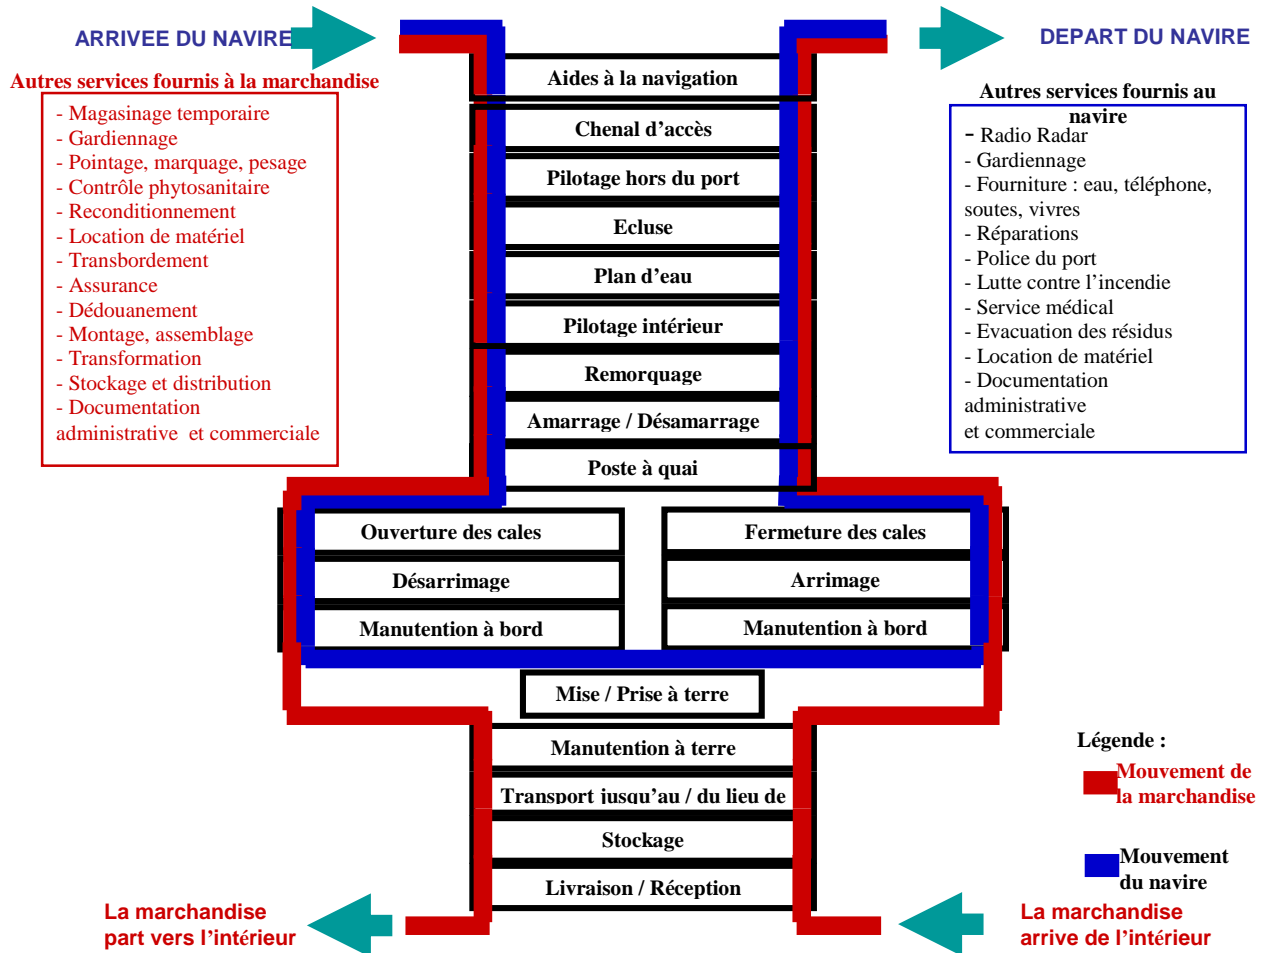 ARRIVEE DU NAVIRE
DEPART DU NAVIRE
Autres services fournis à la marchandise
- Magasinage temporaire
- Gardiennage
- Pointage, marquage, pesage
- Contrôle phytosanitaire
- Reconditionnement
- Location de matériel
- Transbordement
- Assurance
- Dédouanement
- Montage, assemblage
- Transformation
- Stockage et distribution
- Documentation
administrative et commerciale
Aides à la navigation
Chenal d’accès
Pilotage hors du port
Ecluse
Plan d’eau
Pilotage intérieur
Remorquage
Amarrage / Désamarrage
Poste à quai
Autres services fournis au
navire
- Radio Radar
- Gardiennage
- Fourniture : eau, téléphone,
soutes, vivres
- Réparations
- Police du port
- Lutte contre l’incendie
- Service médical
- Evacuation des résidus
- Location de matériel
- Documentation
administrative
et commerciale
Ouverture des cales
Désarrimage
Manutention à bord
Fermeture des cales
Arrimage
Manutention à bord
Mise / Prise à terre
Manutention à terre
Transport jusqu’au / du lieu de
Stockage
Livraison / Réception
Légende :
Mouvement de
la marchandise
Mouvement
du navire
La marchandise
part vers l’intérieur
La marchandise
arrive de l’intérieur